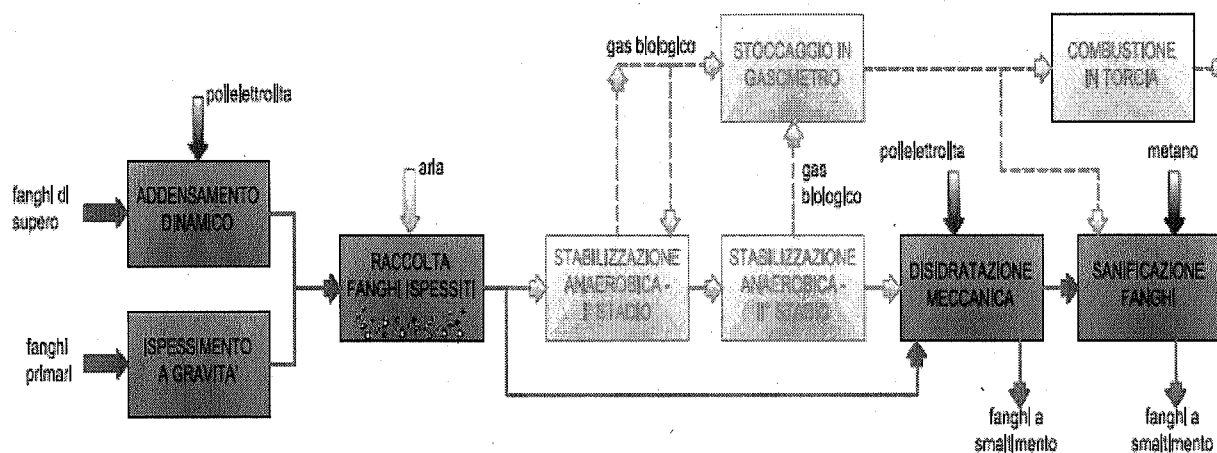 gas biologico
STOCCAGGIO IN
GASOMETRO
COMBUSTIONE
IN TORCIA
polielettrolita
aria
gas
biologico
polielettrolita
metano
fanghi di
supero
ADDENSAMENTO
DINAMICO
RACCOLTA
FANGHI ISPESSITI
STABILIZZAZIONE
ANAEROBICA -
I° STADIO
STABILIZZAZIONE
ANAEROBICA -
II° STADIO
DISIDRATAZIONE
MECCANICA
SANIFICAZIONE
FANGHI
fanghi
primari
ISPESSIMENTO
A GRAVITA'
fanghi a
smaltimento
fanghi a
smaltimento